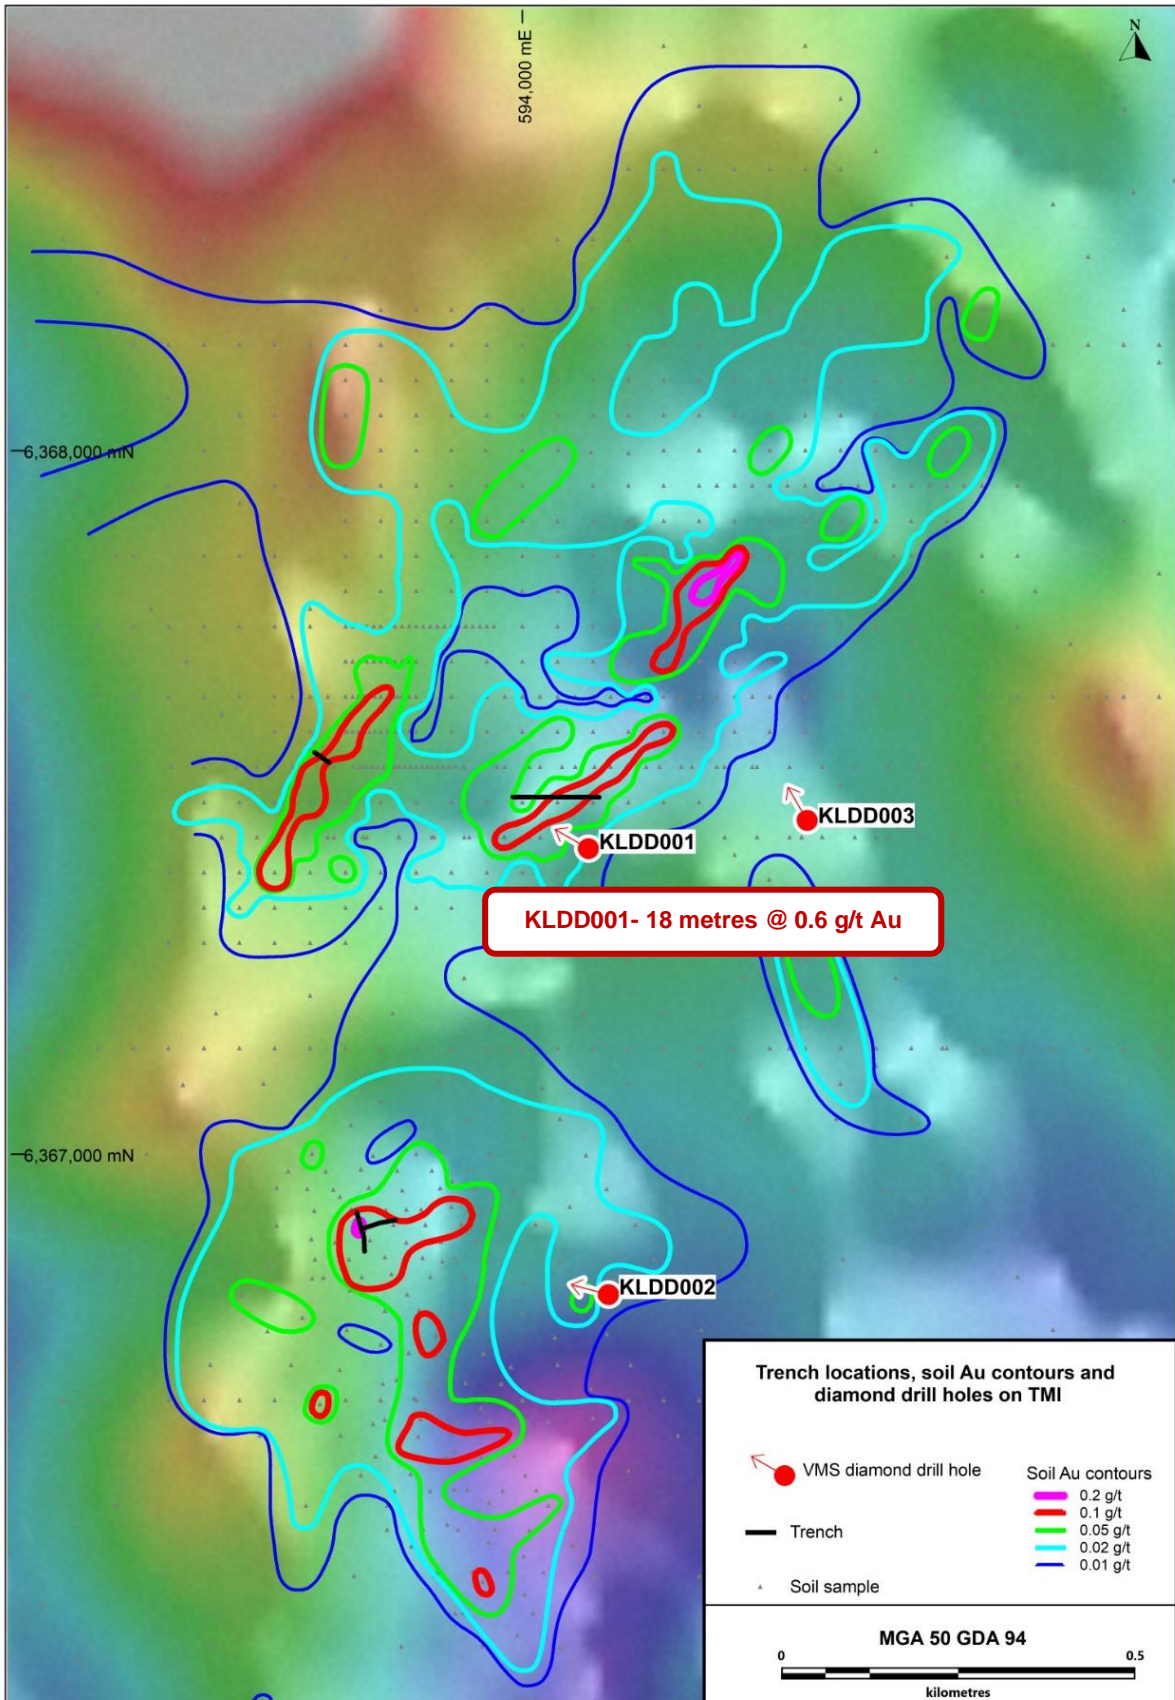 N
594,000 mE
6,368,000 mN
KLDD003
KLDD001
KLDD001- 18 metres @ 0.6 g/t Au
6,367,000 mN
KLDD002
Trench locations, soil Au contours and
diamond drill holes on TMI
VMS diamond drill hole
Trench
Soil sample
Soil Au contours
0.2 g/t
0.1 g/t
0.05 g/t
0.02 g/t
0.01 g/t
MGA 50 GDA 94
0 0.5
kilometres